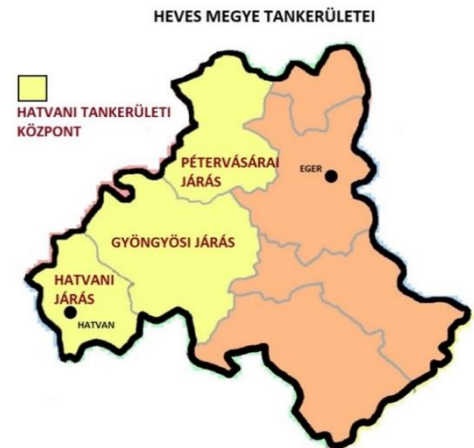 HEVES MEGYE TANKERÜLETEI
HATVANI TANKERÜLETI
KÖZPONT
PÉTERVÁSÁRAI
JÁRÁS
EGER
GYÖNGYÖSI JÁRÁS
HATVANI
JÁRÁS
HATVAN